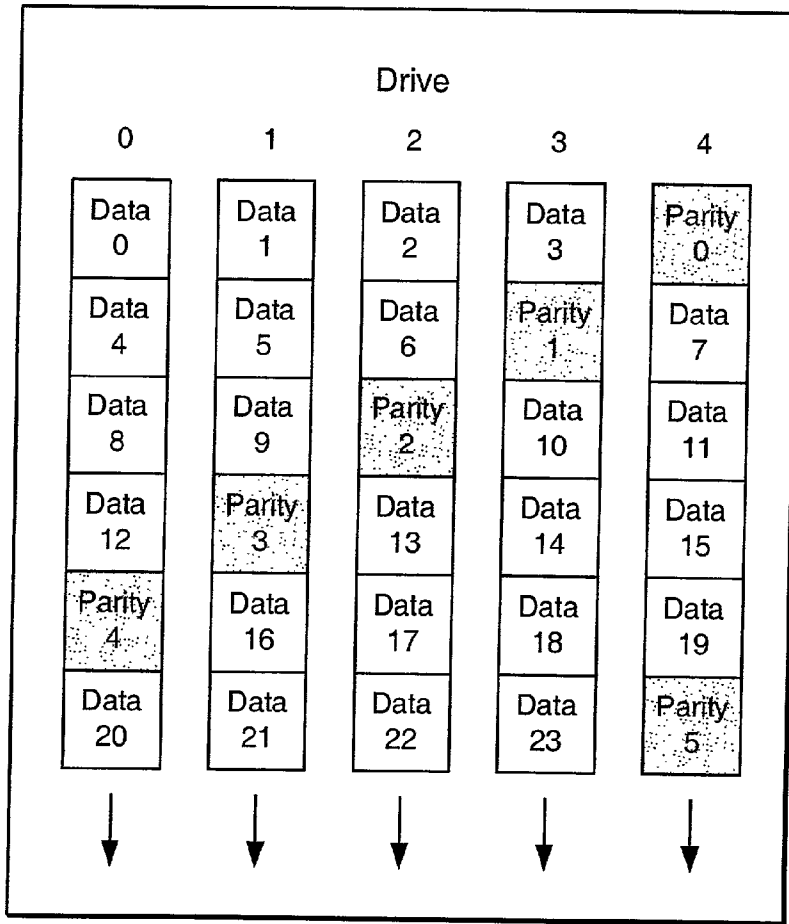 Drive
0 1 2 3 4
Data Data Data Data Parity
0 1 2 3 0
Data Data Data Parity Data
4 5 6 1 7
Data Data Parity Data Data
8 9 2 10 11
Data Parity Data Data Data
12 3 13 14 15
Parity Data Data Data Data
4 16 17 18 19
Data Data Data Data Parity
20 21 22 23 5